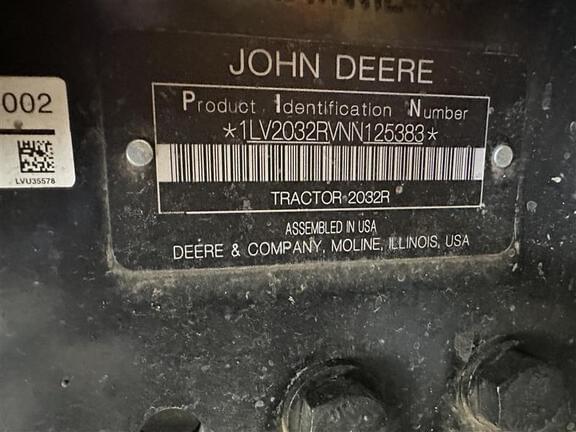 JOHN DEERE
002
Product Identification Number
*1LV2032RVNN125383*
LVU35578
TRACTOR 2032R
ASSEMBLED IN USA
DEERE & COMPANY, MOLINE, ILLINOIS, USA